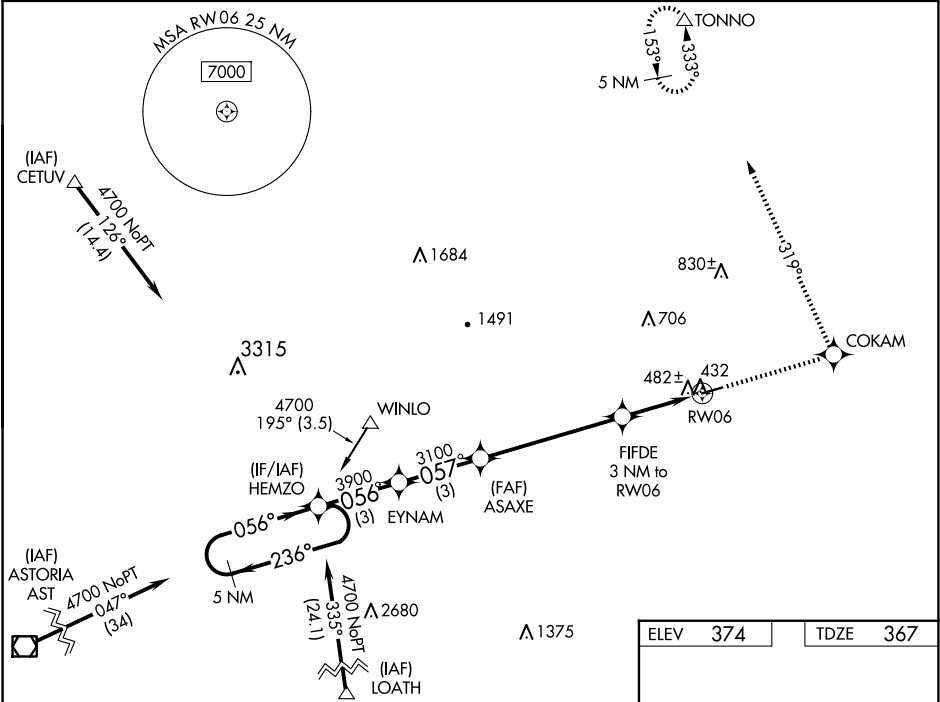 MSA RW06 25 NM
7000
TONNO
153°
333°
5 NM
(IAF)
CETUV
4700 NoPT
126°
(14.4)
1684
1491
830±
706
319°
COKAM
3315
482±
432
RW06
4700
195° (3.5)
WINLO
FIFDE
3 NM to
RW06
(IF/IAF)
HEMZO
3900
056°
(3)
EYNAM
3100
057°
(3)
(FAF)
ASAXE
056°
236°
5 NM
(IAF)
ASTORIA
AST
4700 NoPT
047°
(34)
4700 NoPT
335°
(24.1)
2680
1375
(IAF)
LOATH
ELEV 374
TDZE 367